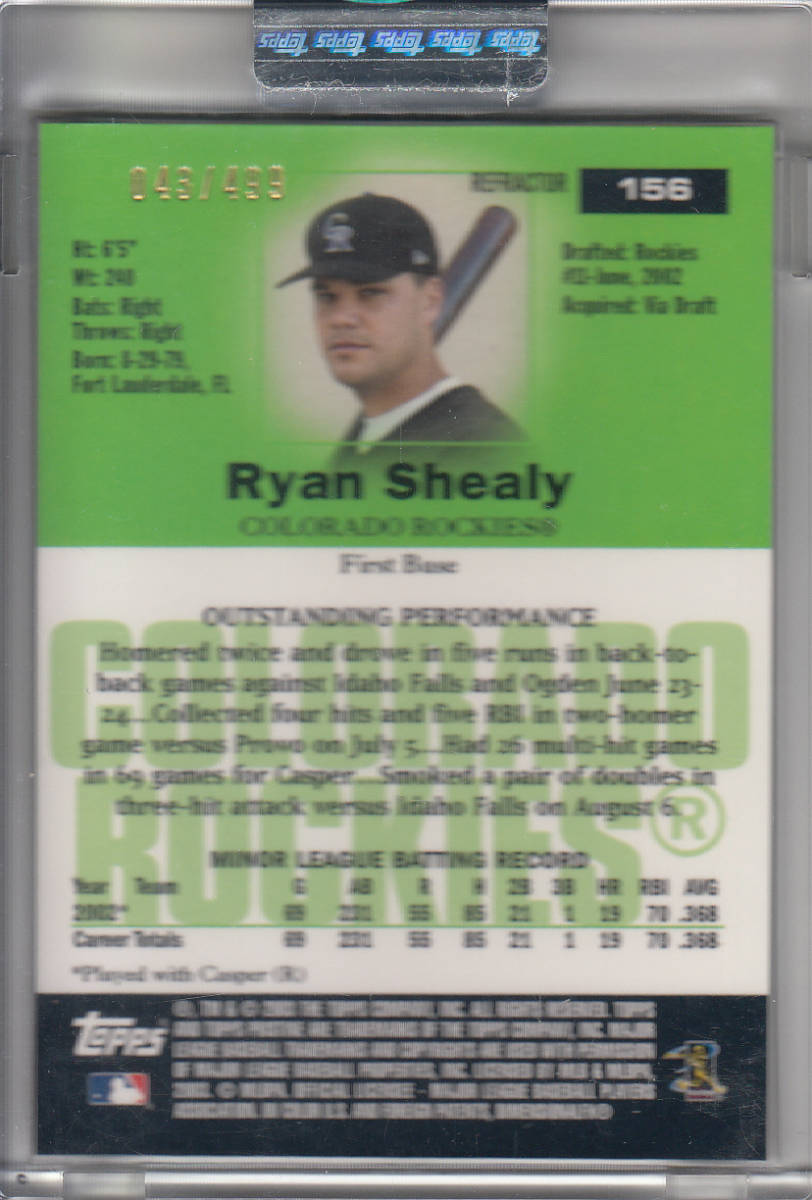 Topps Topps Topps Topps Topps
043/499
REFRACTOR 156
CR
Ht: 6'5"
Wt: 240
Bats: Right
Throws: Right
Born: 8-29-79,
Fort Lauderdale, FL
Drafted: Rockies
#11-June, 2002
Acquired: Via Draft
Ryan Shealy
COLORADO ROCKIES®
First Base
COLORADO
ROCKIES®
OUTSTANDING PERFORMANCE
Homered twice and drove in five runs in back-to-
back games against Idaho Falls and Ogden June 23-
24...Collected four hits and five RBI in two-homer
game versus Provo on July 5...Had 26 multi-hit games
in 69 games for Casper...Smoked a pair of doubles in
three-hit attack versus Idaho Falls on August 6.
MINOR LEAGUE BATTING RECORD
Year Team G AB R H 2B 3B HR RBI AVG
2002* 69 231 55 85 21 1 19 70 .368
Career Totals 69 231 55 85 21 1 19 70 .368
*Played with Casper (R)
Topps